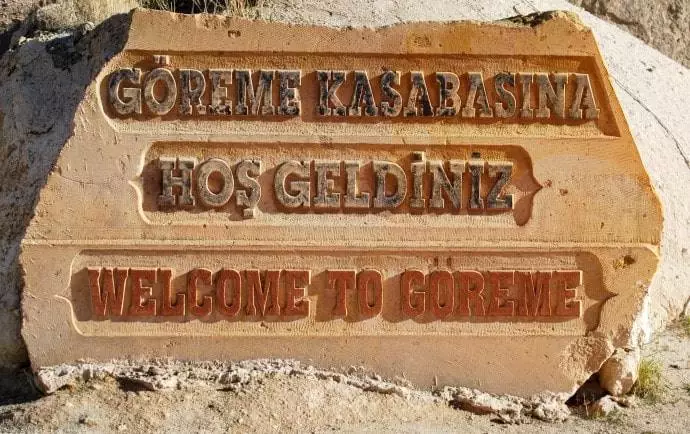 GÖREME KASABASINA
HOŞ GELDİNİZ
WELCOME TO GÖREME